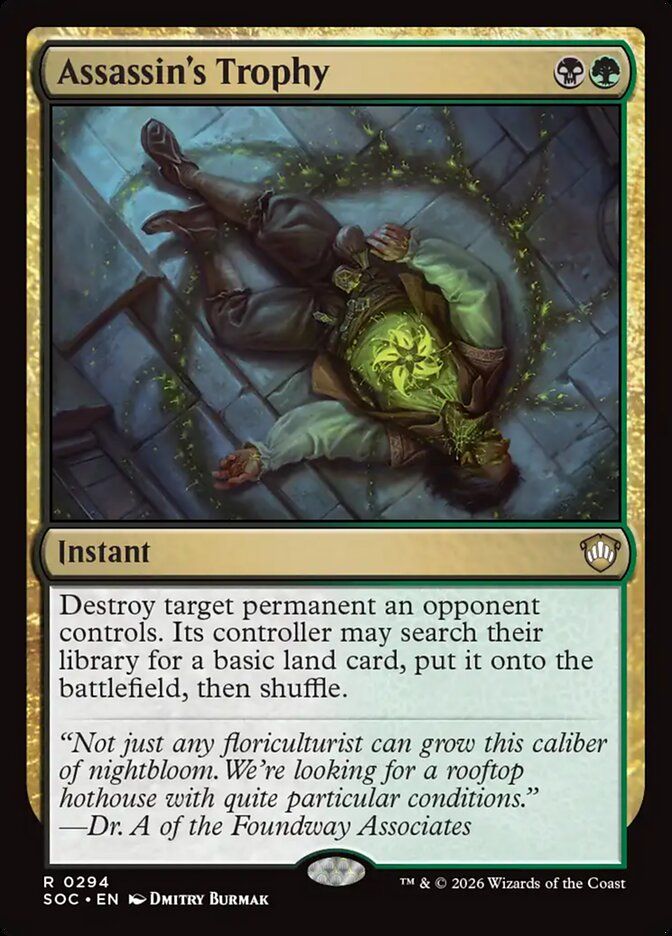 Assassin's Trophy
Instant
Destroy target permanent an opponent
controls. Its controller may search their
library for a basic land card, put it onto the
battlefield, then shuffle.
“Not just any floriculturist can grow this caliber
of nightbloom. We're looking for a rooftop
hothouse with quite particular conditions.”
—Dr. A of the Foundway Associates
R 0294
SOC • EN Dmitry Burmak
™ & © 2026 Wizards of the Coast